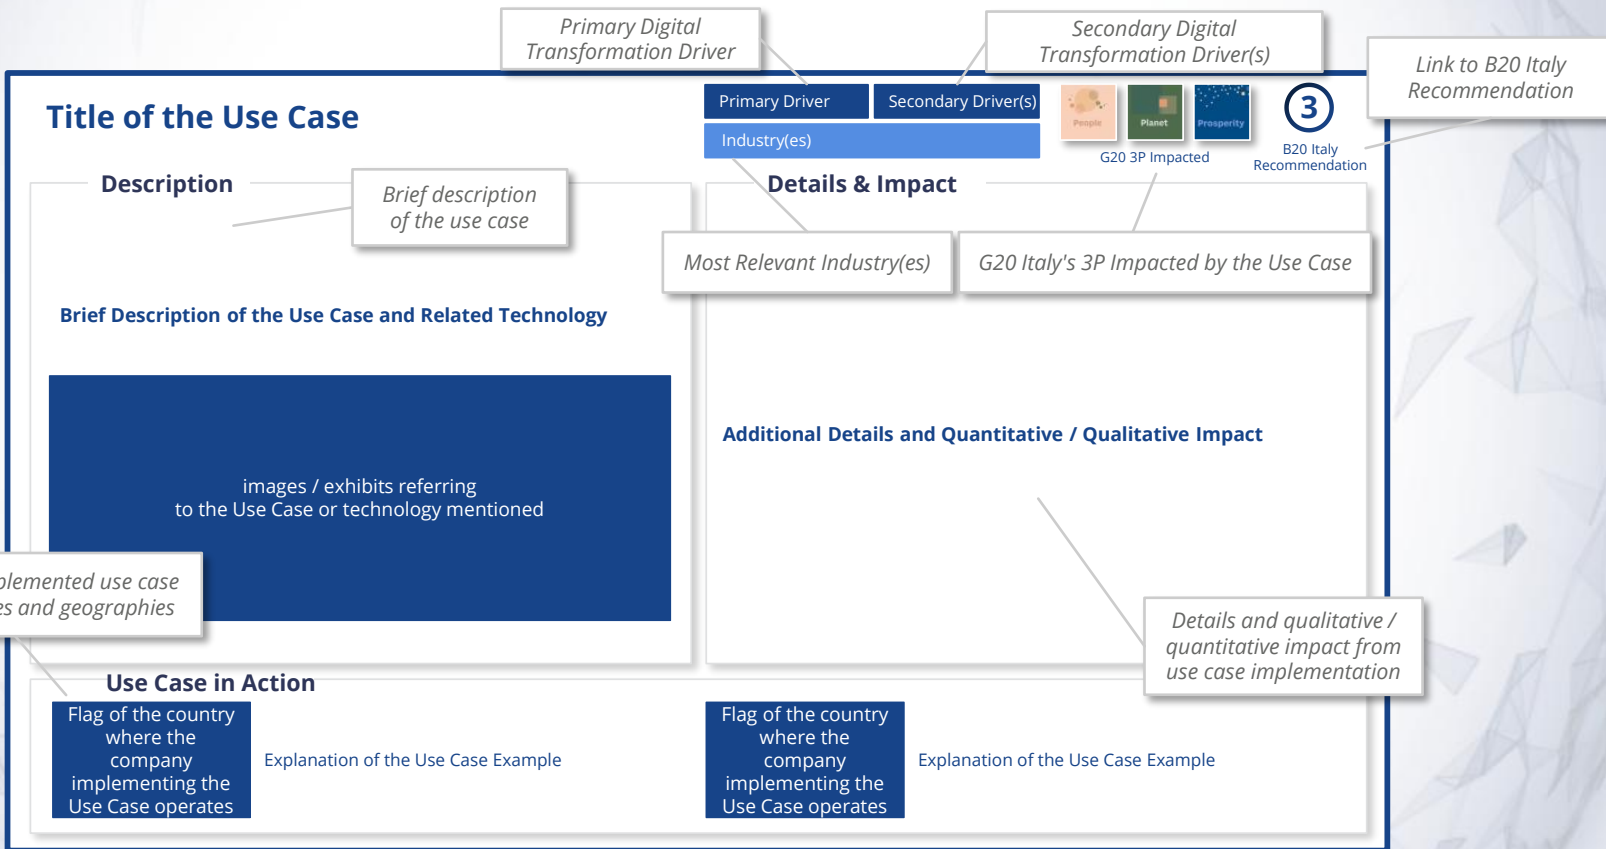 Primary Digital
Transformation Driver
Secondary Digital
Transformation Driver(s)
Link to B20 Italy
Recommendation
Title of the Use Case
Primary Driver
Secondary Driver(s)
Industry(es)
People
Planet
Prosperity
G20 3P Impacted
3
B20 Italy
Recommendation
Description
Brief description
of the use case
Details & Impact
Most Relevant Industry(es)
G20 Italy's 3P Impacted by the Use Case
Brief Description of the Use Case and Related Technology
images / exhibits referring
to the Use Case or technology mentioned
Additional Details and Quantitative / Qualitative Impact
use case
and geographies
Details and qualitative /
quantitative impact from
use case implementation
Use Case in Action
Flag of the country
where the
company
implementing the
Use Case operates
Explanation of the Use Case Example
Flag of the country
where the
company
implementing the
Use Case operates
Explanation of the Use Case Example